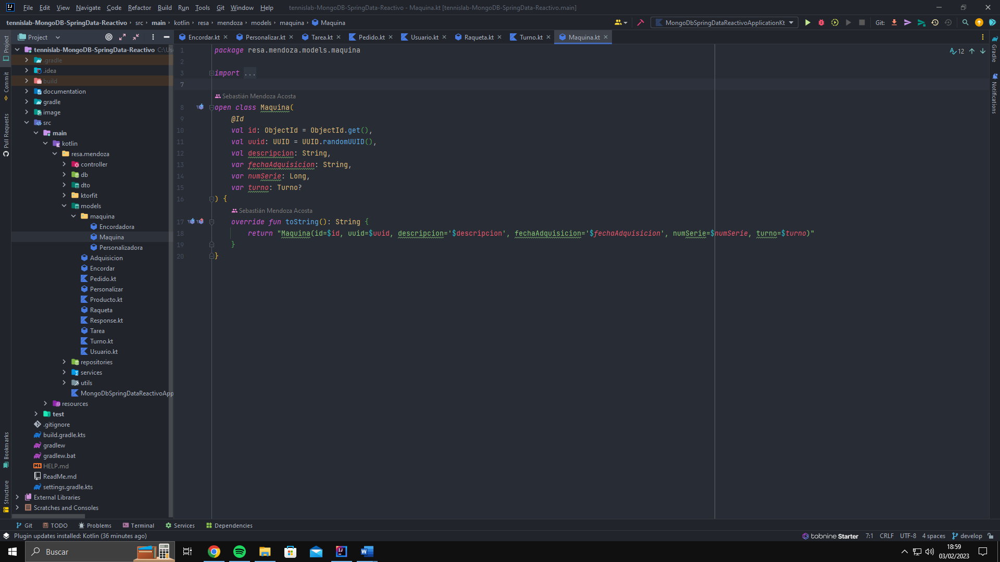 File Edit View Navigate Code Refactor Build Run Tools Git Window Help tennislab-MongoDB-SpringData-Reactivo - Maquina.kt [tennislab-MongoDB-SpringData-Reactivo.main]
tennislab-MongoDB-SpringData-Reactivo src main kotlin resa mendoza models maquina Maquina MongoDbSpringDataReactivoApplicationKt Git:
Project
Encordar.kt Personalizar.kt Tarea.kt Pedido.kt Usuario.kt Raqueta.kt Turno.kt Maquina.kt
Project
Commit
Pull Requests
Bookmarks
Structure
tennislab-MongoDB-SpringData-Reactivo C:\Us
.gradle
.idea
build
documentation
gradle
image
src
main
kotlin
resa.mendoza
controller
db
dto
ktorfit
models
maquina
Encordadora
Maquina
Personalizadora
Adquisicion
Encordar
Pedido.kt
Personalizar
Producto.kt
Raqueta
Response.kt
Tarea
Turno.kt
Usuario.kt
repositories
services
utils
MongoDbSpringDataReactivoApp
resources
test
.gitignore
build.gradle.kts
gradlew
gradlew.bat
HELP.md
ReadMe.md
settings.gradle.kts
External Libraries
Scratches and Consoles
1 package resa.mendoza.models.maquina
2
3 import ...
7
Sebastián Mendoza Acosta
8 open class Maquina(
9 @Id
10 val id: ObjectId = ObjectId.get(),
11 val uuid: UUID = UUID.randomUUID(),
12 val descripcion: String,
13 var fechaAdquisicion: String,
14 var numSerie: Long,
15 var turno: Turno?
16 ) {
Sebastián Mendoza Acosta
17 override fun toString(): String {
18 return "Maquina(id=$id, uuid=$uuid, descripcion='$descripcion', fechaAdquisicion='$fechaAdquisicion', numSerie=$numSerie, turno=$turno)"
19 }
20 }
12
Gradle
Notifications
Git TODO Problems Terminal Services Dependencies
Plugin updates installed: Kotlin (36 minutes ago) tabnine Starter 7:1 CRLF UTF-8 4 spaces develop
Buscar
18:59
03/02/2023